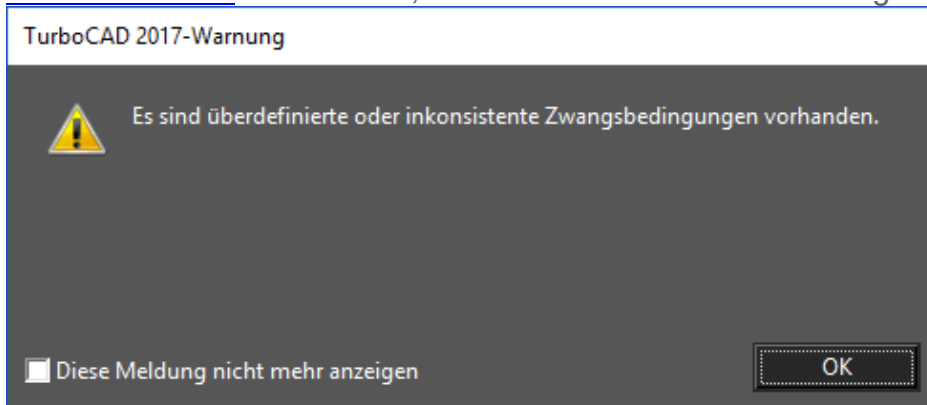 TurboCAD 2017-Warnung
Es sind überdefinierte oder inkonsistente Zwangsbedingungen vorhanden.
Diese Meldung nicht mehr anzeigen
OK